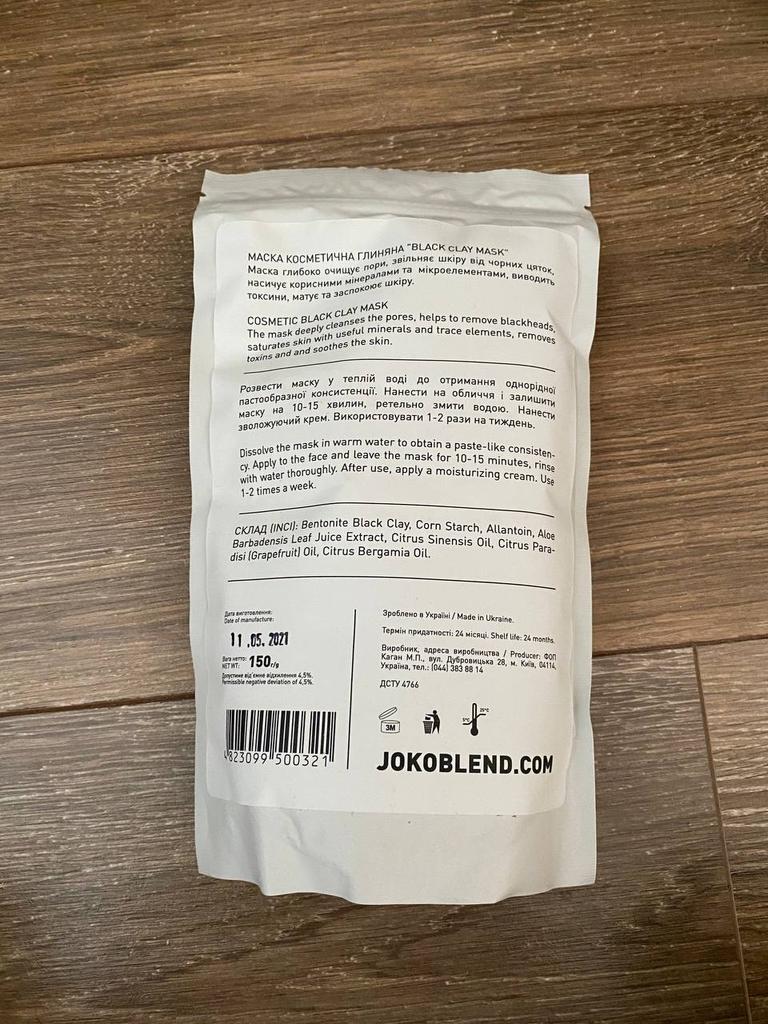 МАСКА КОСМЕТИЧНА ГЛИНЯНА "BLACK CLAY MASK"
Маска глибоко очищує пори, звільняє шкіру від чорних цяток,
насичує корисними мінералами та мікроелементами, виводить
токсини, матує та заспокоює шкіру.
COSMETIC BLACK CLAY MASK
The mask deeply cleanses the pores, helps to remove blackheads,
saturates skin with useful minerals and trace elements, removes
toxins and and soothes the skin.
Розвести маску у теплій воді до отримання однорідної
пастообразної консистенції. Нанести на обличчя і залишити
маску на 10-15 хвилин, ретельно змити водою. Нанести
зволожуючий крем. Використовувати 1-2 рази на тиждень.
Dissolve the mask in warm water to obtain a paste-like consisten-
cy. Apply to the face and leave the mask for 10-15 minutes, rinse
with water thoroughly. After use, apply a moisturizing cream. Use
1-2 times a week.
СКЛАД (INCI): Bentonite Black Clay, Corn Starch, Allantoin, Aloe
Barbadensis Leaf Juice Extract, Citrus Sinensis Oil, Citrus Para-
disi (Grapefruit) Oil, Citrus Bergamia Oil.
Дата виготовлення:
Date of manufacture:
11.05.2021
Вага нетто:
NET WT: 150г/g
Допустиме від'ємне відхилення 4,5%.
Permissible negative deviation of 4,5%.
4823099500321
Зроблено в Україні / Made in Ukraine.
Термін придатності: 24 місяці. Shelf life: 24 months.
Виробник, адреса виробництва / Producer: ФОП
Каган М.П., вул. Дубровицька 28, м. Київ, 04114,
Україна, тел.: (044) 383 88 14
ДСТУ 4766
3M
5°C
25°C
JOKOBLEND.COM